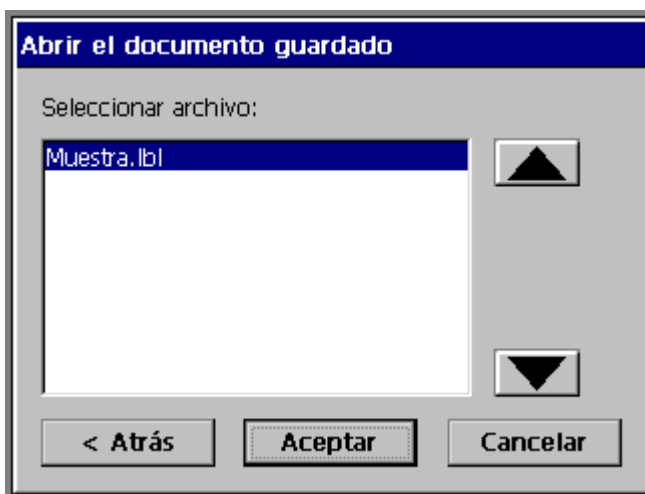 Abrir el documento guardado
Seleccionar archivo:
Muestra.lbl
< Atrás
Aceptar
Cancelar